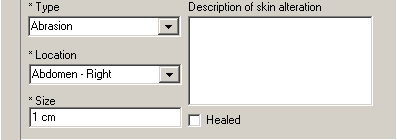 * Type
Abrasion
* Location
Abdomen - Right
* Size
1 cm
Description of skin alteration
Healed